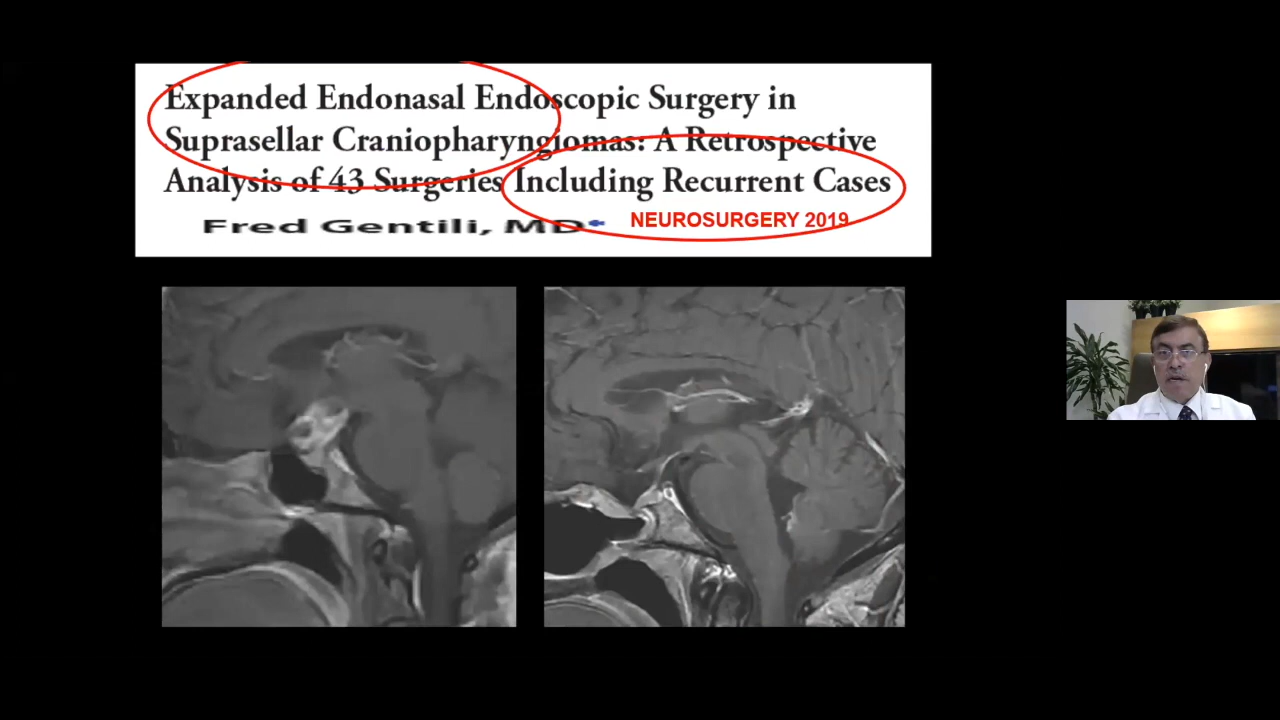 Expanded Endonasal Endoscopic Surgery in
Suprasellar Craniopharyngiomas: A Retrospective
Analysis of 43 Surgeries Including Recurrent Cases
Fred Gentili, MD*
NEUROSURGERY 2019